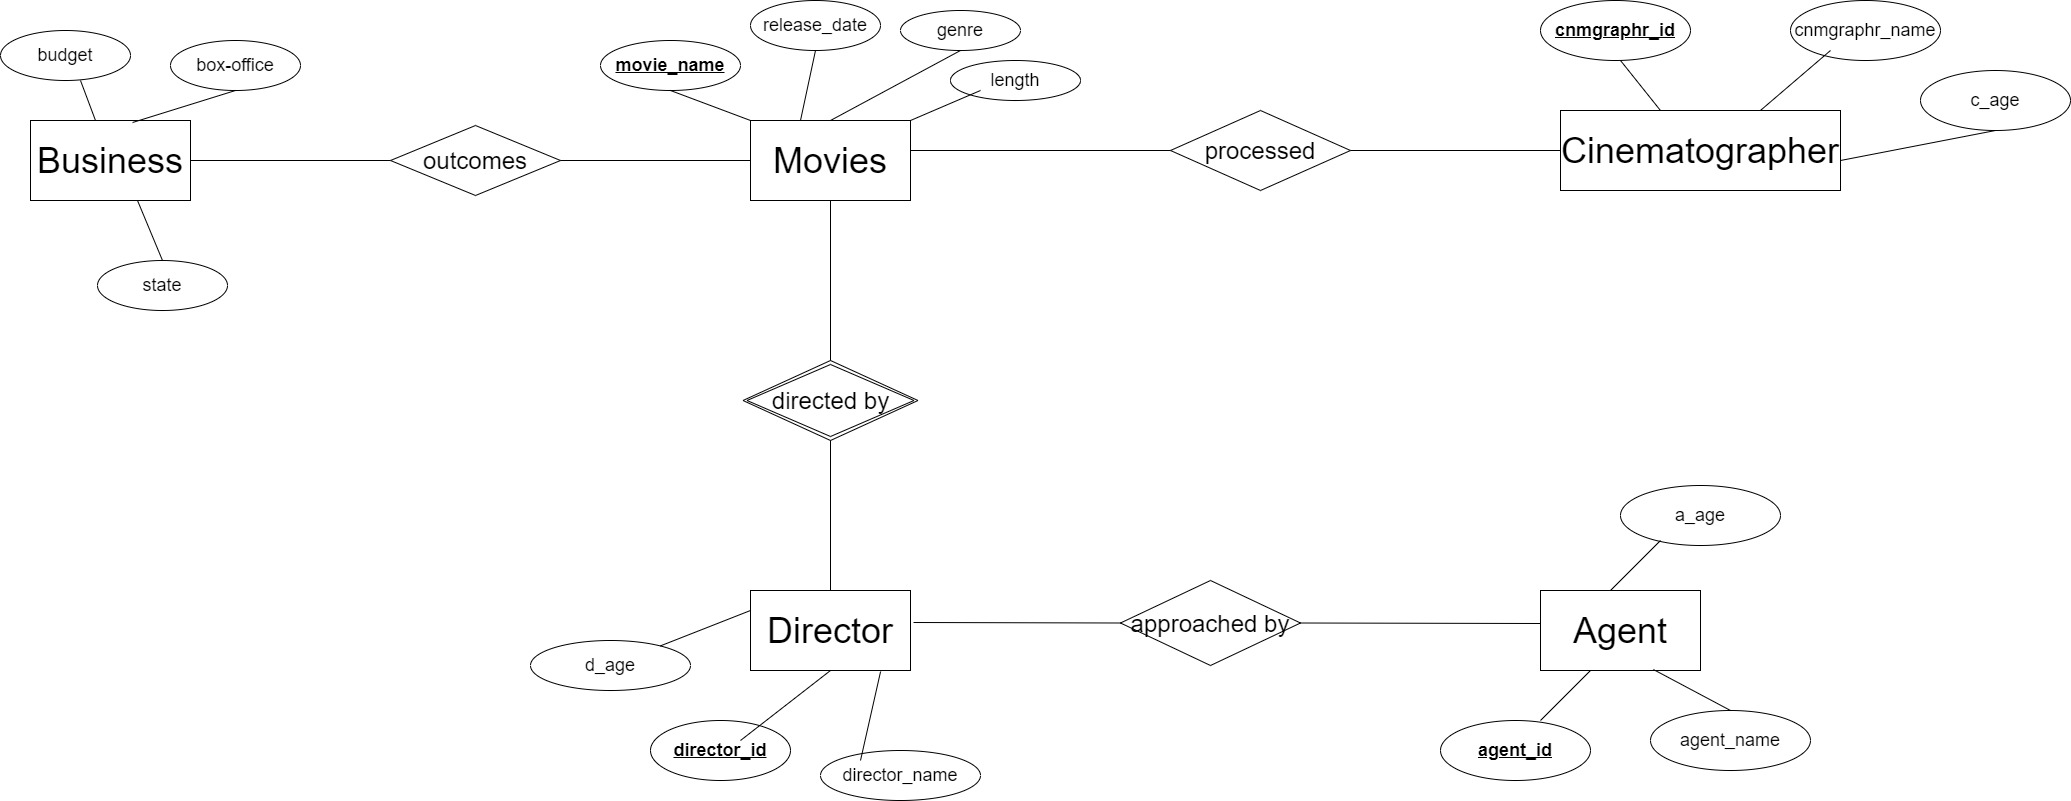 release_date
genre
cnmgraphr_id
cnmgraphr_name
budget
box-office
movie_name
length
c_age
Business
outcomes
Movies
processed
Cinematographer
state
directed by
a_age
Director
approached by
Agent
d_age
director_id
director_name
agent_id
agent_name